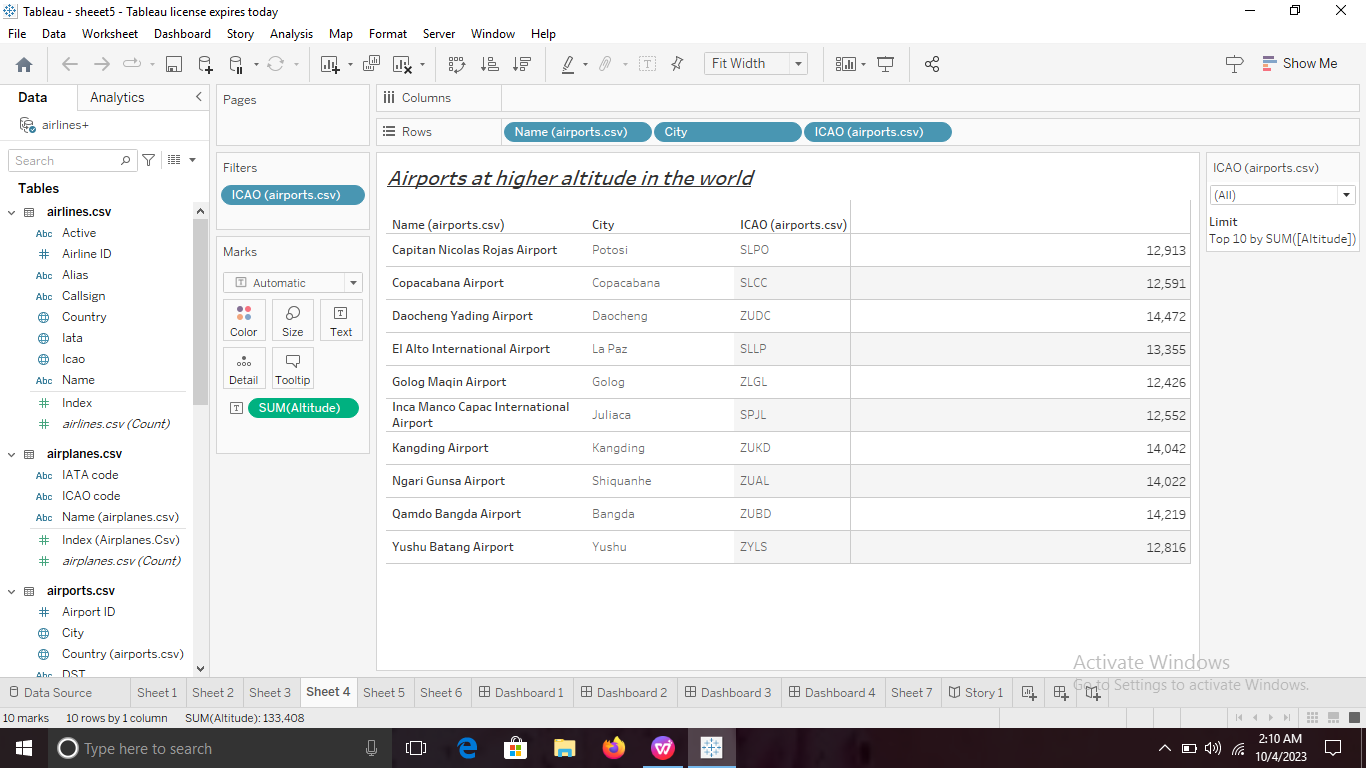 Tableau - sheeet5 - Tableau license expires today
File Data Worksheet Dashboard Story Analysis Map Format Server Window Help
Fit Width
Show Me
Data Analytics
airlines+
Search
Tables
airlines.csv
Abc Active
Airline ID
Abc Alias
Abc Callsign
Country
Iata
Icao
Abc Name
Index
airlines.csv (Count)
airplanes.csv
Abc IATA code
Abc ICAO code
Abc Name (airplanes.csv)
Index (Airplanes.Csv)
airplanes.csv (Count)
airports.csv
Airport ID
City
Country (airports.csv)
Abc DST
Pages
Filters
ICAO (airports.csv)
Marks
Automatic
Color Size Text
Detail Tooltip
SUM(Altitude)
Columns
Rows Name (airports.csv) City ICAO (airports.csv)
Airports at higher altitude in the world
Name (airports.csv) City ICAO (airports.csv)
Capitan Nicolas Rojas Airport Potosi SLPO 12,913
Copacabana Airport Copacabana SLCC 12,591
Daocheng Yading Airport Daocheng ZUDC 14,472
El Alto International Airport La Paz SLLP 13,355
Golog Maqin Airport Golog ZLGL 12,426
Inca Manco Capac International
Airport Juliaca SPJL 12,552
Kangding Airport Kangding ZUKD 14,042
Ngari Gunsa Airport Shiquanhe ZUAL 14,022
Qamdo Bangda Airport Bangda ZUBD 14,219
Yushu Batang Airport Yushu ZYLS 12,816
ICAO (airports.csv)
(All)
Limit
Top 10 by SUM([Altitude])
Activate Windows
Go to Settings to activate Windows.
Data Source Sheet 1 Sheet 2 Sheet 3 Sheet 4 Sheet 5 Sheet 6 Dashboard 1 Dashboard 2 Dashboard 3 Dashboard 4 Sheet 7 Story 1
10 marks 10 rows by 1 column SUM(Altitude): 133,408
Type here to search
2:10 AM
10/4/2023